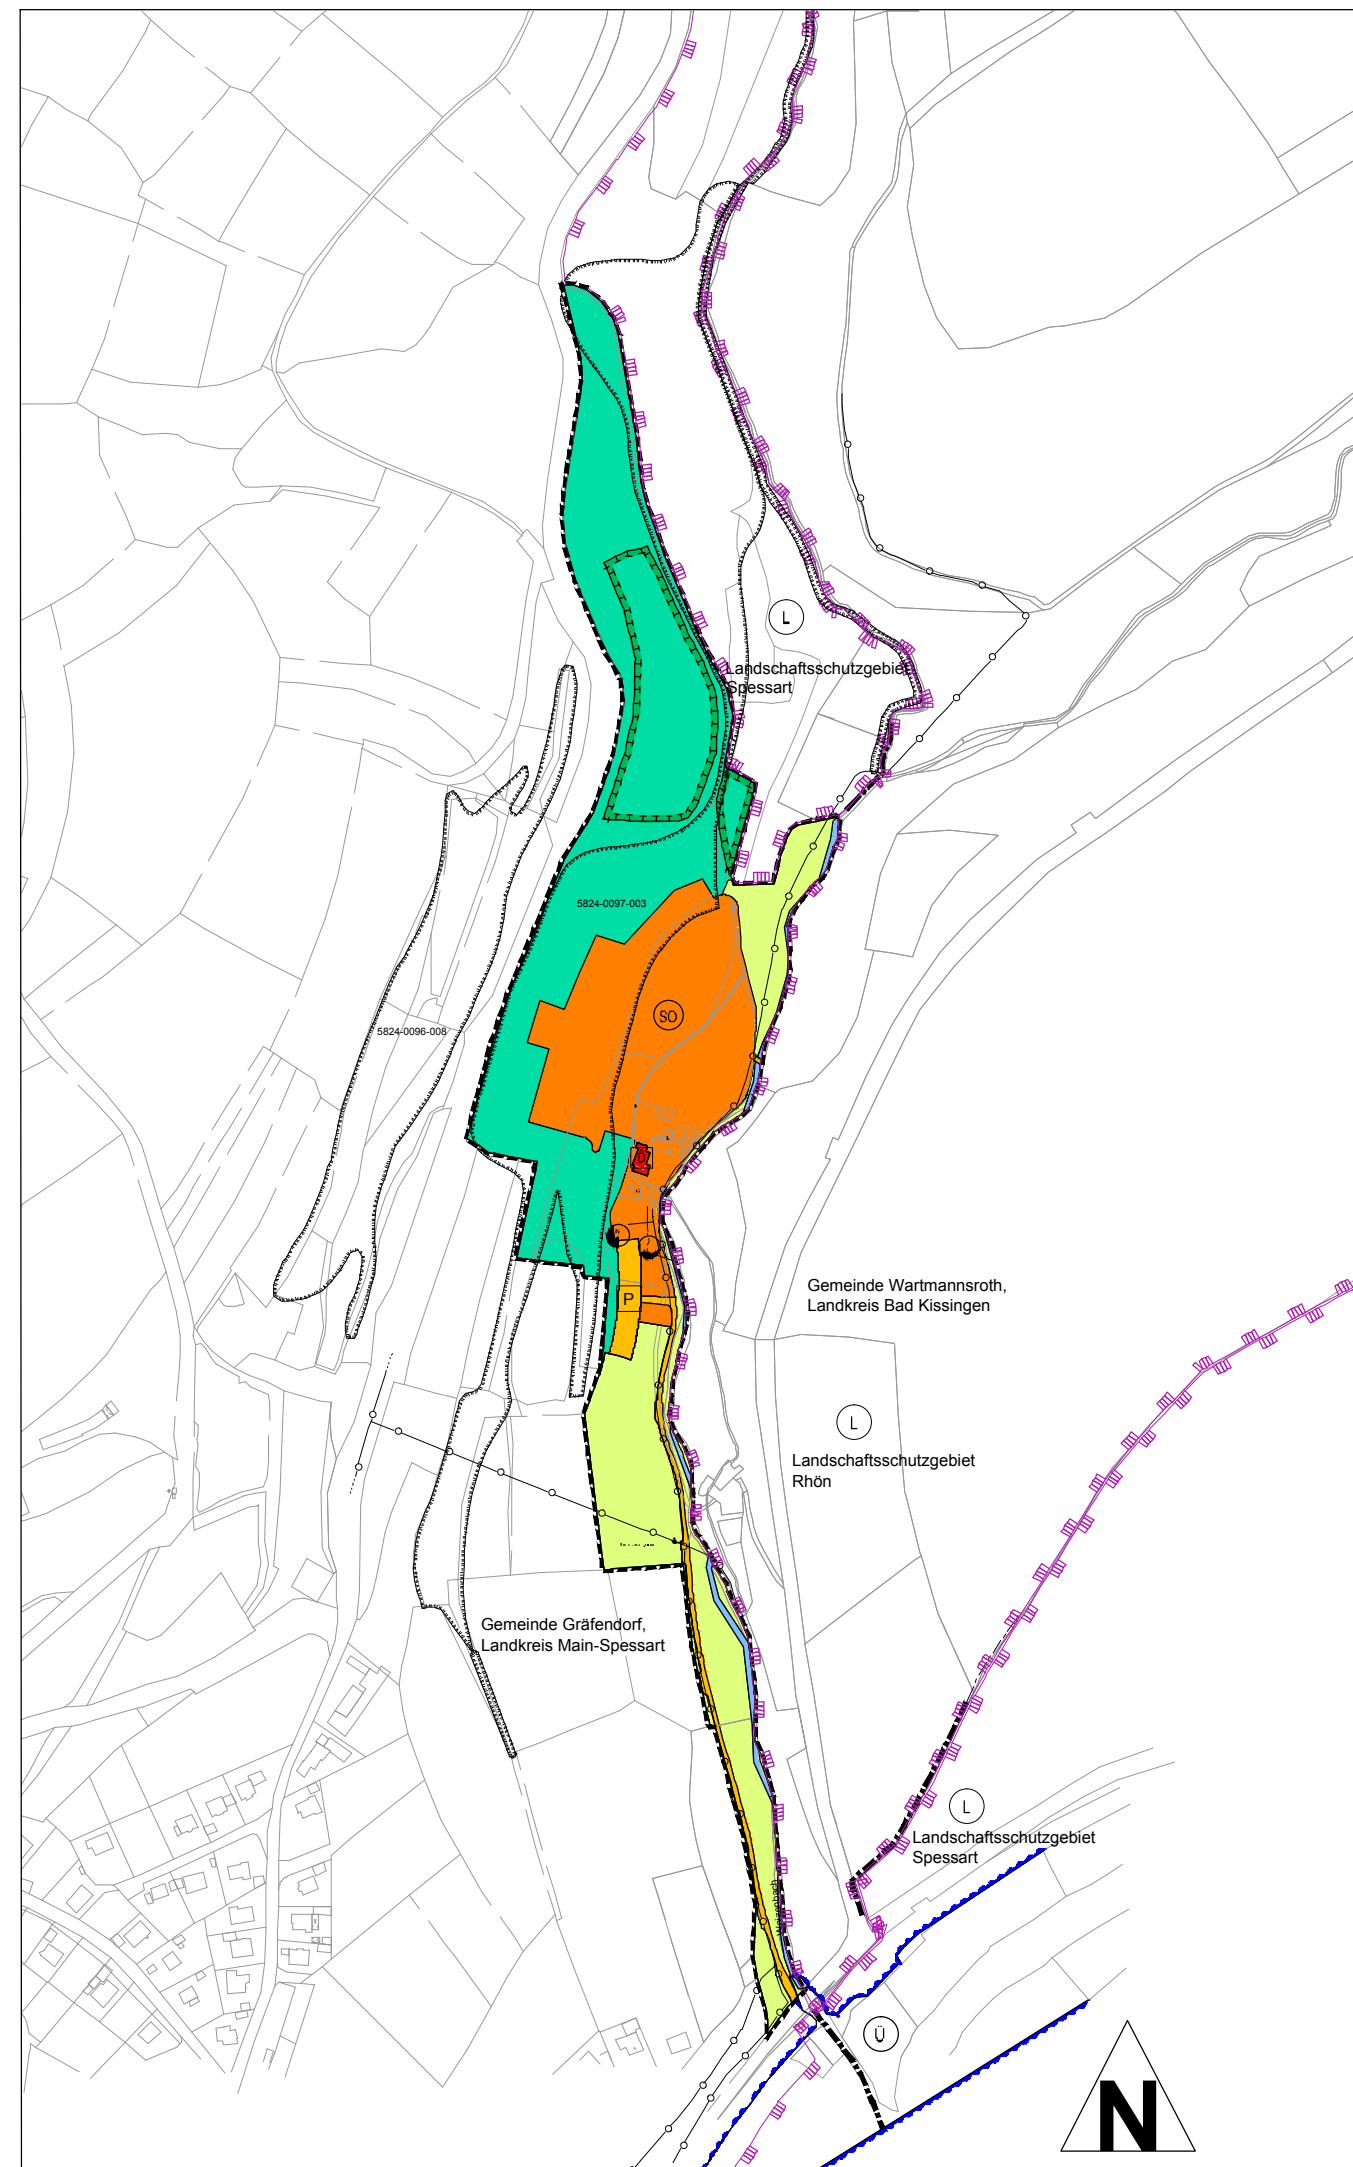 L
Landschaftsschutzgebiet
Spessart
5824-0097-003
SO
5824-0096-008
D
P
Gemeinde Wartmannsroth,
Landkreis Bad Kissingen
L
Landschaftsschutzgebiet
Rhön
Gemeinde Gräfendorf,
Landkreis Main-Spessart
L
Landschaftsschutzgebiet
Spessart
Ü
N